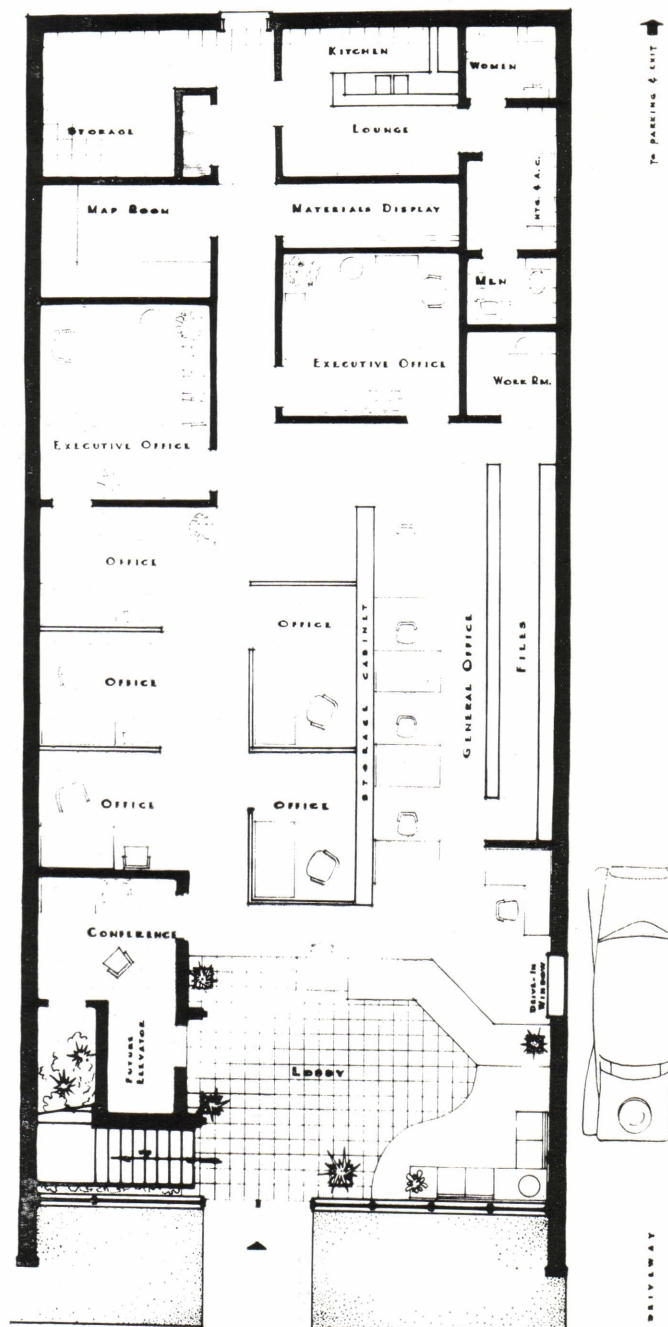 TO PARKING & EXIT
KITCHEN
WOMEN
STORAGE
LOUNGE
HTG. & A.C.
MAP ROOM
MATERIALS DISPLAY
MEN
EXECUTIVE OFFICE
WORK RM.
EXECUTIVE OFFICE
OFFICE
OFFICE
STORAGE CABINET
GENERAL OFFICE
FILES
OFFICE
OFFICE
OFFICE
CONFERENCE
DRIVE-IN
WINDOW
FUTURE
ELEVATOR
LOBBY
DRIVEWAY